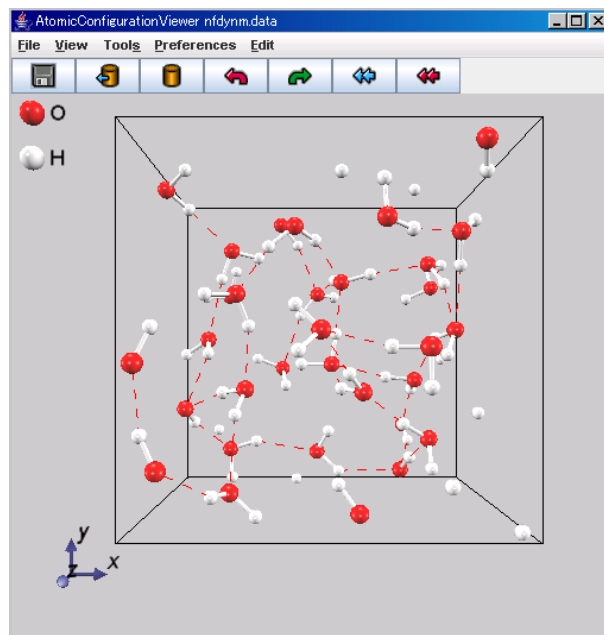 AtomicConfigurationViewer nfdynm.data
File View Tools Preferences Edit
O
H
y
z
x